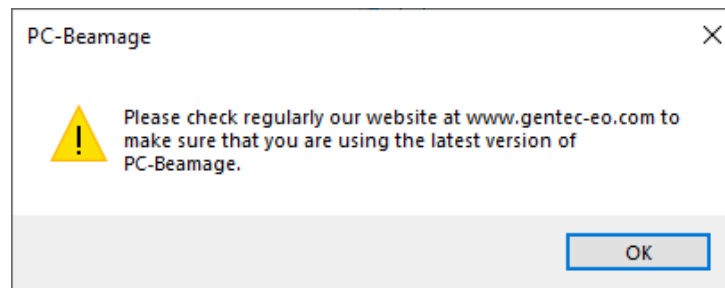 PC-Beamage
Please check regularly our website at www.gentec-eo.com to
make sure that you are using the latest version of
PC-Beamage.
OK